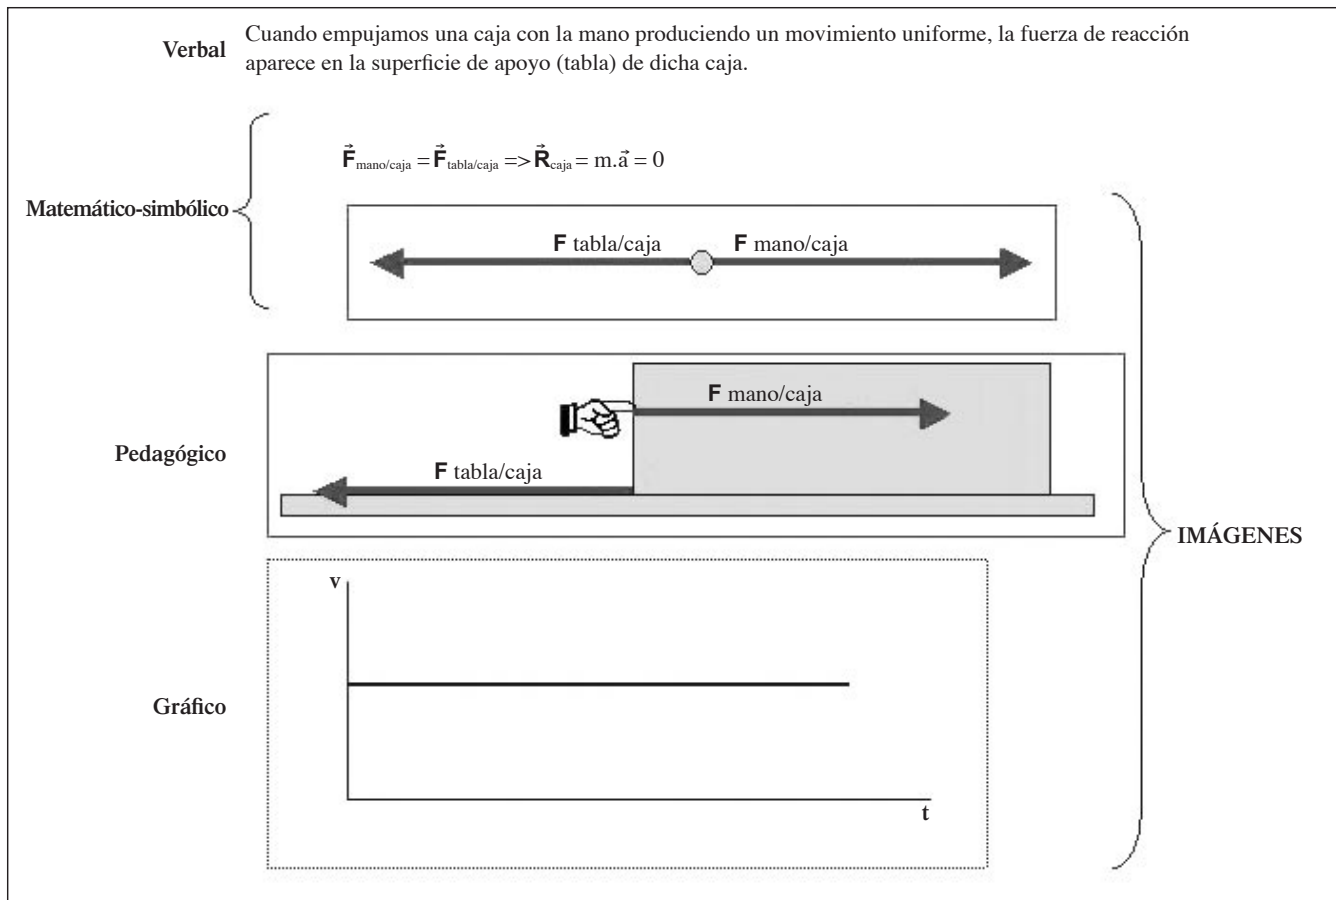 Verbal
Cuando empujamos una caja con la mano produciendo un movimiento uniforme, la fuerza de reacción
aparece en la superficie de apoyo (tabla) de dicha caja.
Matemático-simbólico
F⃗mano/caja = F⃗tabla/caja => R⃗caja = m.a⃗ = 0
F tabla/caja F mano/caja
Pedagógico
F mano/caja
F tabla/caja
IMÁGENES
Gráfico
v
t